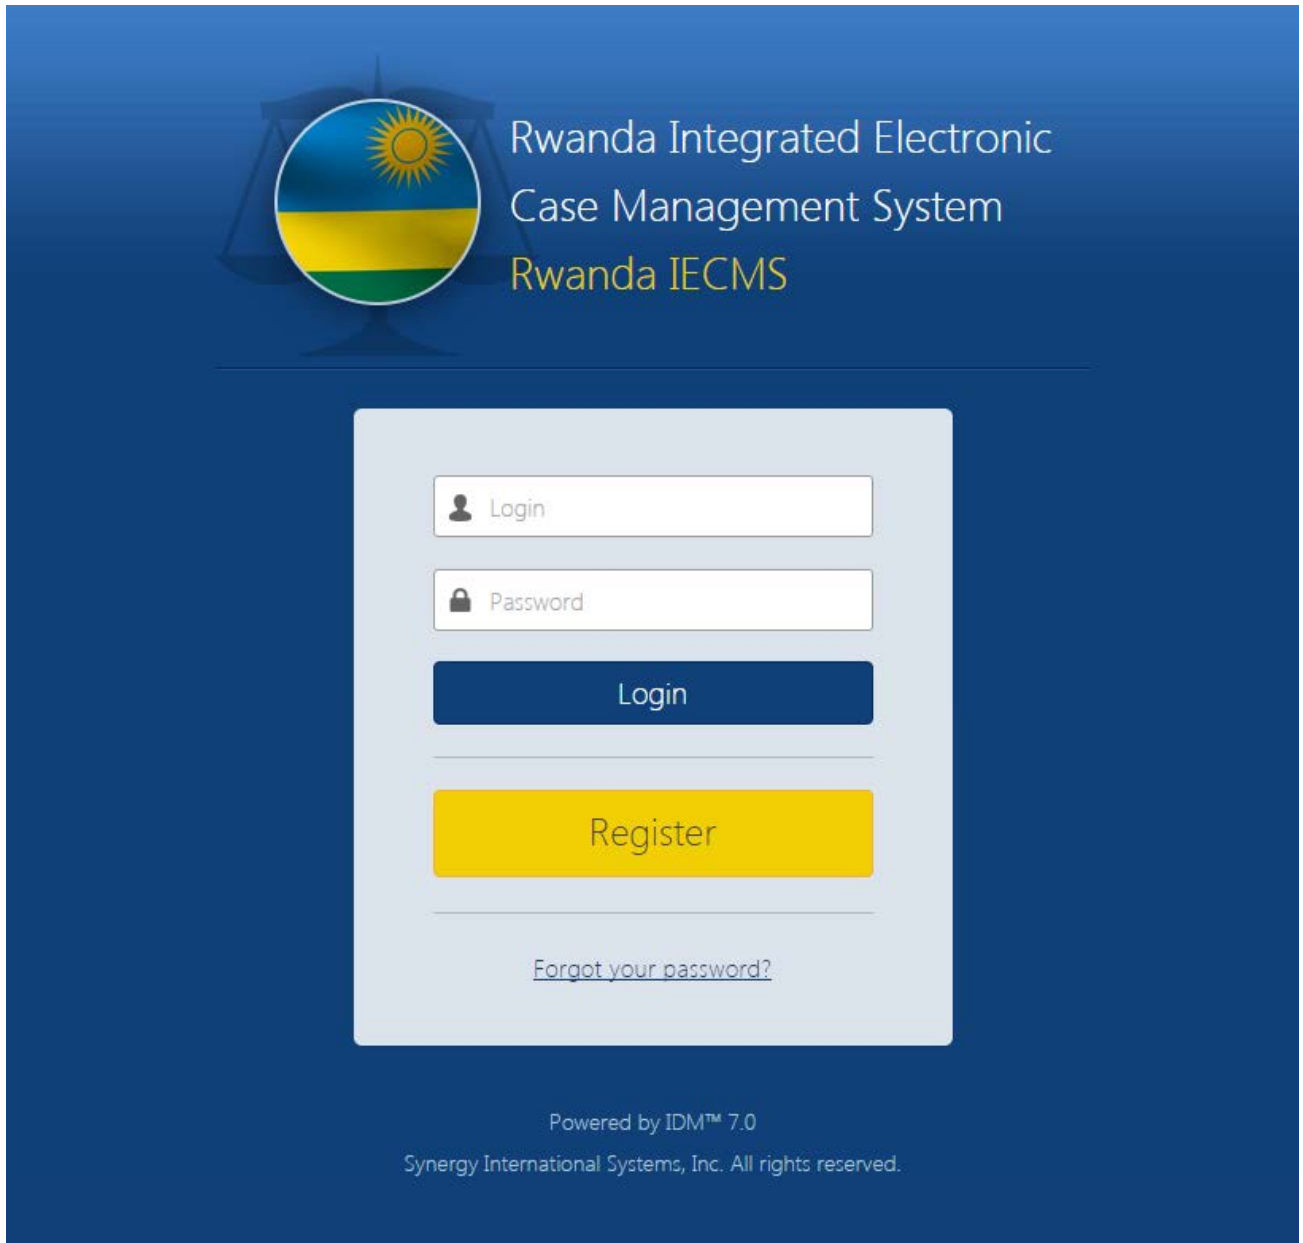 Rwanda Integrated Electronic
Case Management System
Rwanda IECMS
Login
Password
Login
Register
Forgot your password?
Powered by IDM™ 7.0
Synergy International Systems, Inc. All rights reserved.